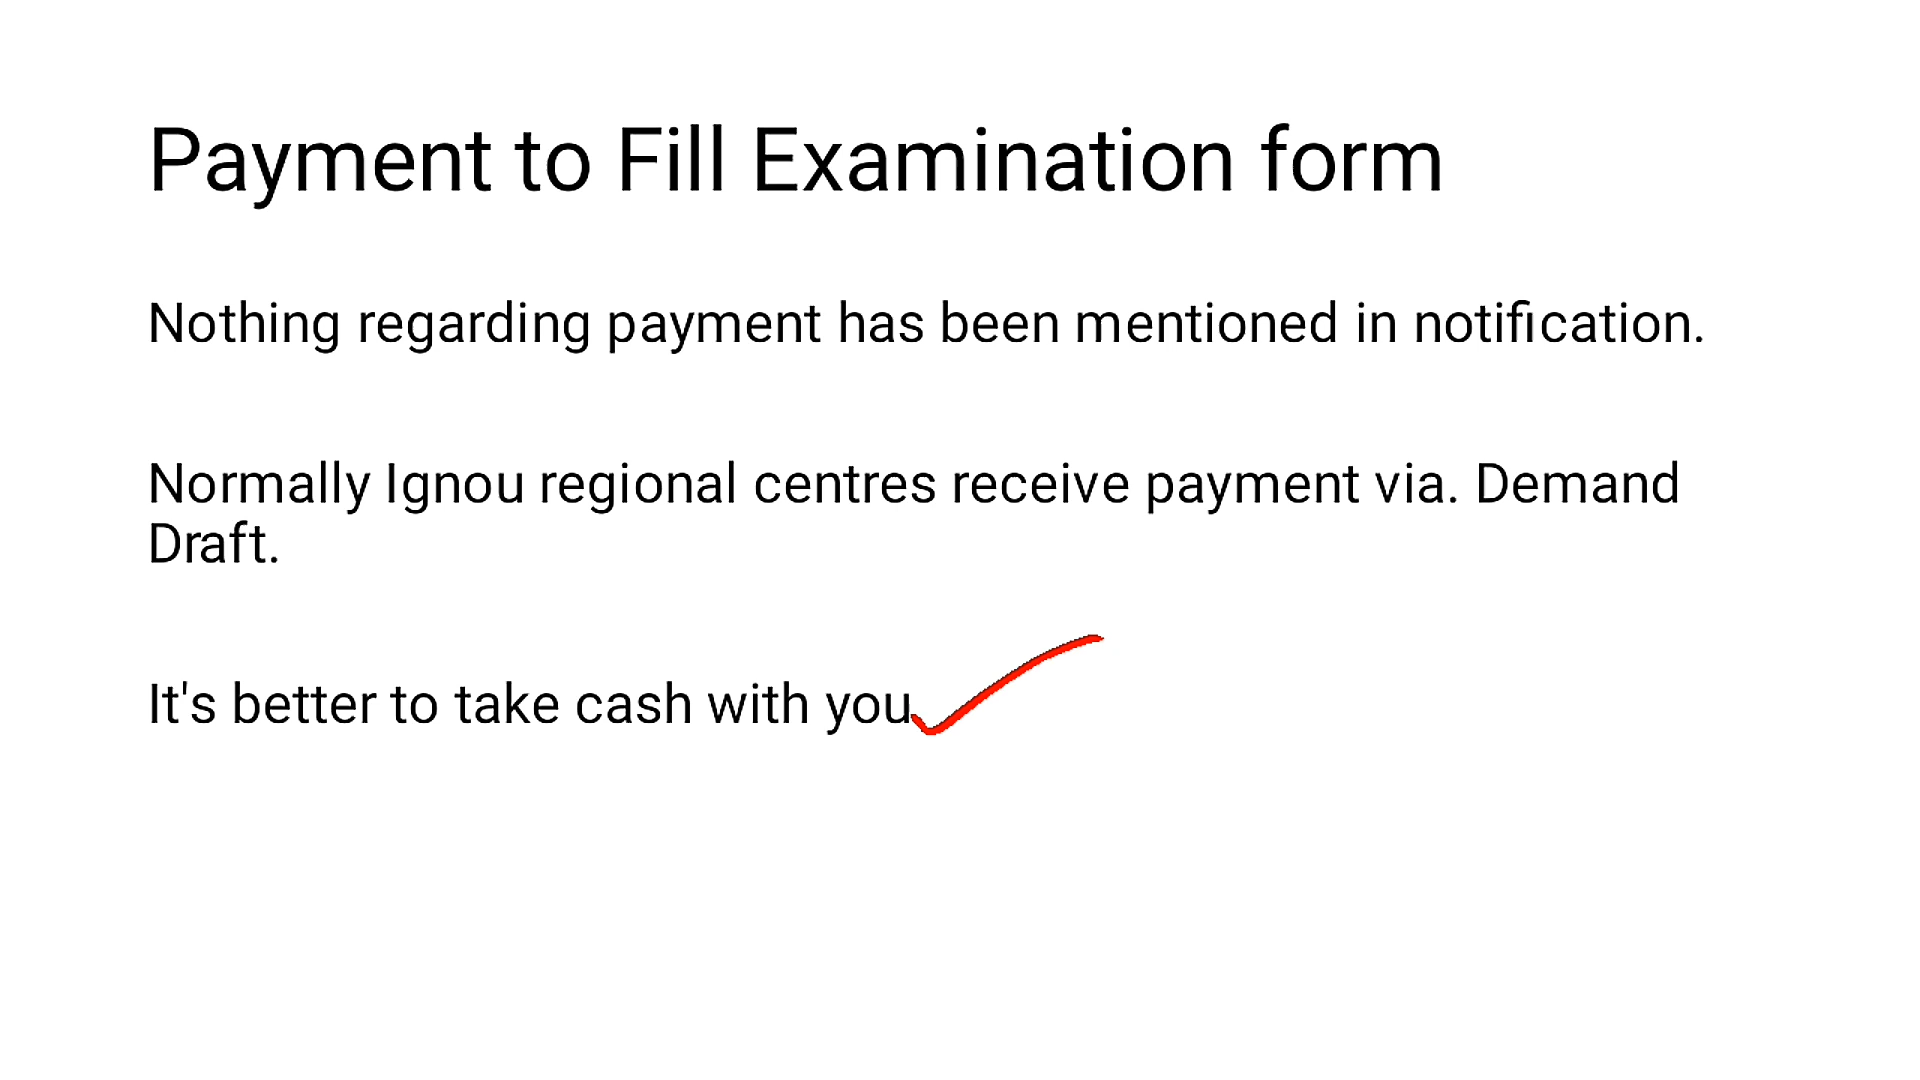 Payment to Fill Examination form
Nothing regarding payment has been mentioned in notification.
Normally Ignou regional centres receive payment via. Demand
Draft.
It's better to take cash with you